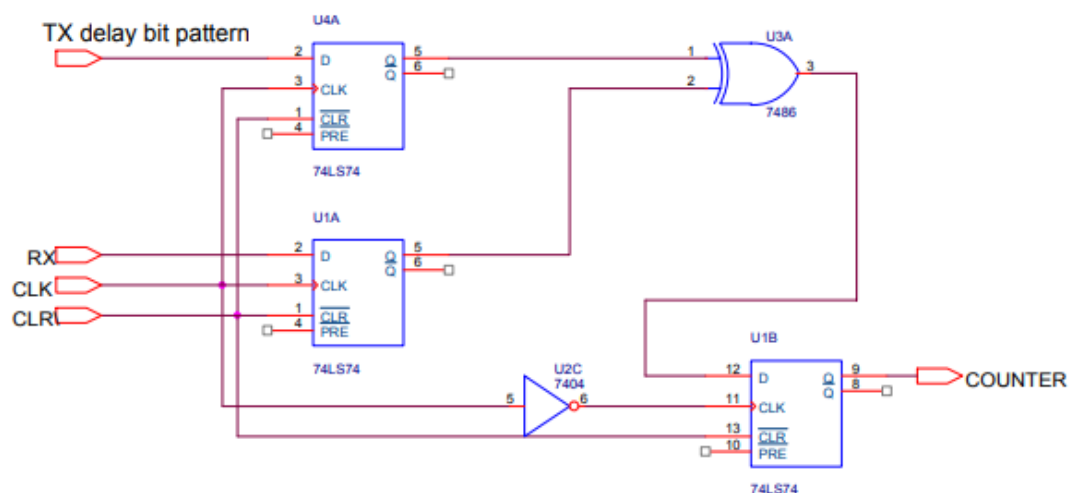 U4A
TX delay bit pattern
2
D
Q
5
Q
6
3
CLK
1
CLR
4
PRE
74LS74
1
2
U3A
3
7486
U1A
RX
2
D
Q
5
Q
6
CLK
3
CLK
CLR\
1
CLR
4
PRE
74LS74
U2C
7404
5
6
U1B
12
D
Q
9
Q
8
COUNTER
11
CLK
13
CLR
10
PRE
74LS74